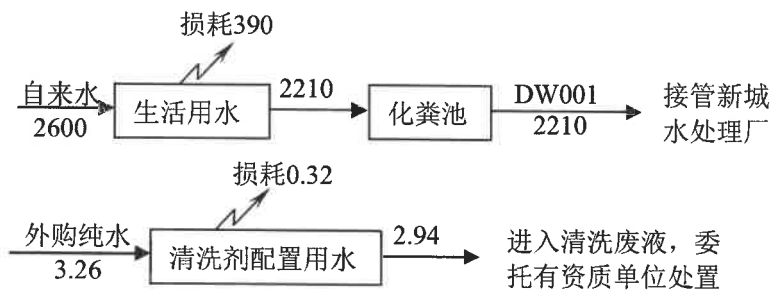 损耗390
自来水
2600
生活用水
2210
化粪池
DW001
2210
接管新城
水处理厂
损耗0.32
外购纯水
3.26
清洗剂配置用水
2.94
进入清洗废液，委
托有资质单位处置